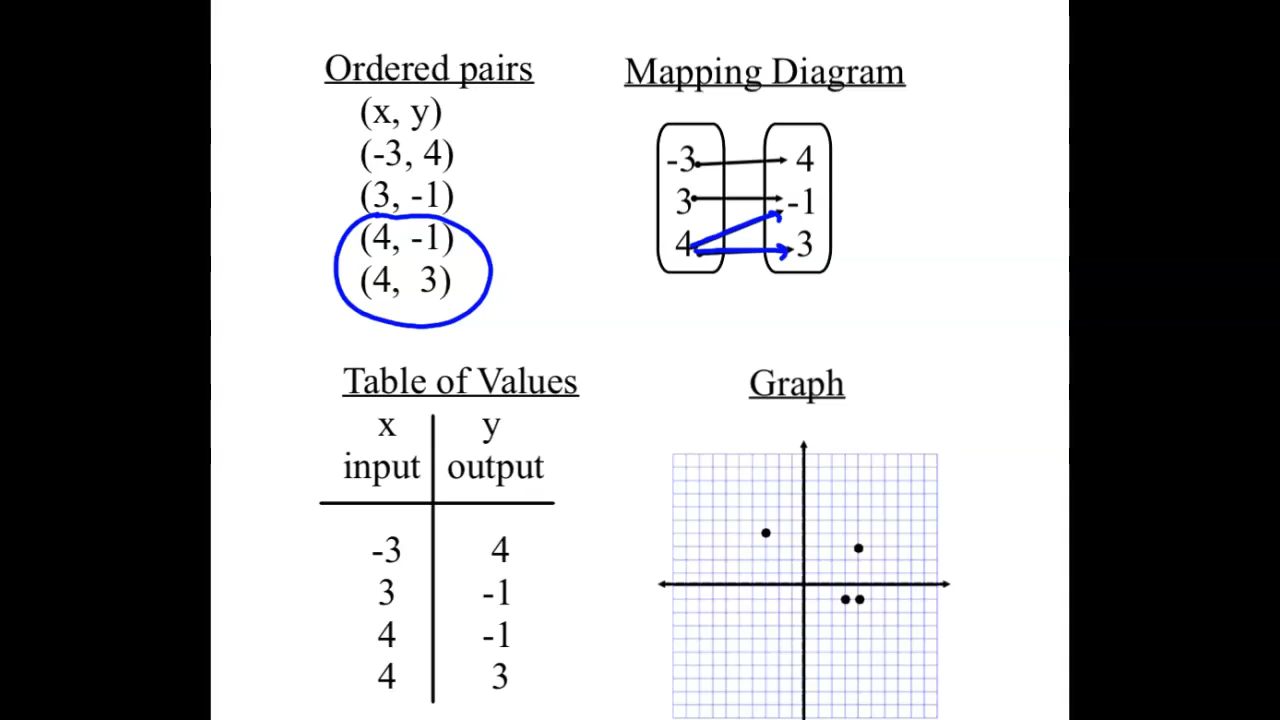 Ordered pairs
(x, y)
(-3, 4)
(3, -1)
(4, -1)
(4, 3)
Mapping Diagram
-3 4
3 -1
4 3
Table of Values
x y
input output
-3 4
3 -1
4 -1
4 3
Graph